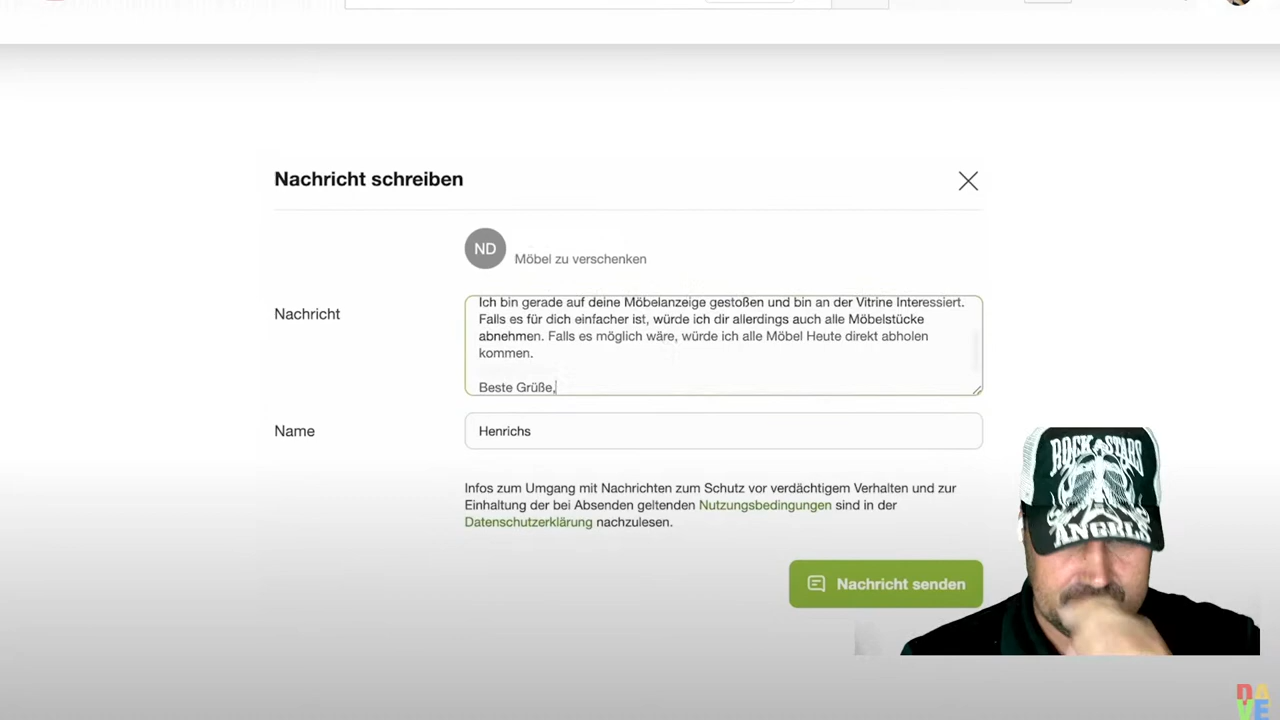 Nachricht schreiben
ND
Möbel zu verschenken
Nachricht
Ich bin gerade auf deine Möbelanzeige gestoßen und bin an der Vitrine Interessiert.
Falls es für dich einfacher ist, würde ich dir allerdings auch alle Möbelstücke
abnehmen. Falls es möglich wäre, würde ich alle Möbel Heute direkt abholen
kommen.
Beste Grüße,
Name
Henrichs
Infos zum Umgang mit Nachrichten zum Schutz vor verdächtigem Verhalten und zur
Einhaltung der bei Absenden geltenden Nutzungsbedingungen sind in der
Datenschutzerklärung nachzulesen.
Nachricht senden
ROCK STARS
ANGELS
DA
VE